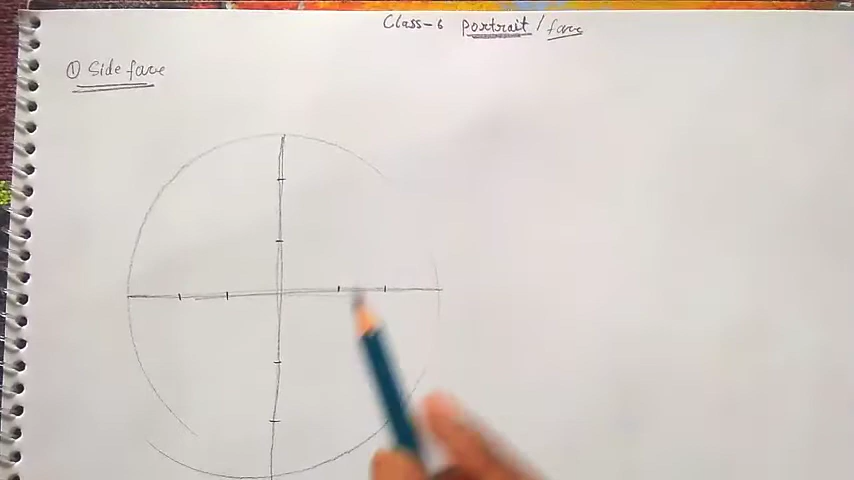 Class-6 portrait / face
① Side face